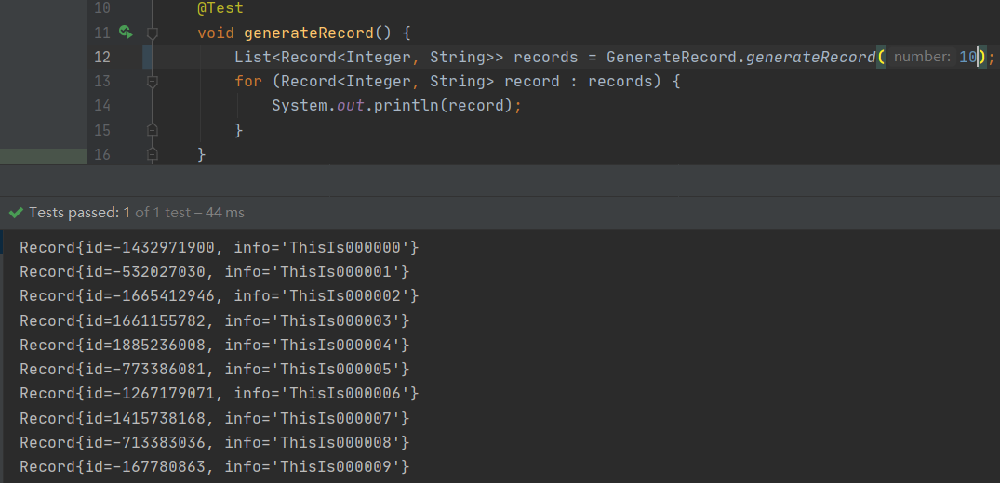 10 @Test
11 void generateRecord() {
12 List<Record<Integer, String>> records = GenerateRecord.generateRecord( number: 10);
13 for (Record<Integer, String> record : records) {
14 System.out.println(record);
15 }
16 }
Tests passed: 1 of 1 test – 44 ms
Record{id=-1432971900, info='ThisIs000000'}
Record{id=-532027030, info='ThisIs000001'}
Record{id=-1665412946, info='ThisIs000002'}
Record{id=1661155782, info='ThisIs000003'}
Record{id=1885236008, info='ThisIs000004'}
Record{id=-773386081, info='ThisIs000005'}
Record{id=-1267179071, info='ThisIs000006'}
Record{id=1415738168, info='ThisIs000007'}
Record{id=-713383036, info='ThisIs000008'}
Record{id=-167780863, info='ThisIs000009'}